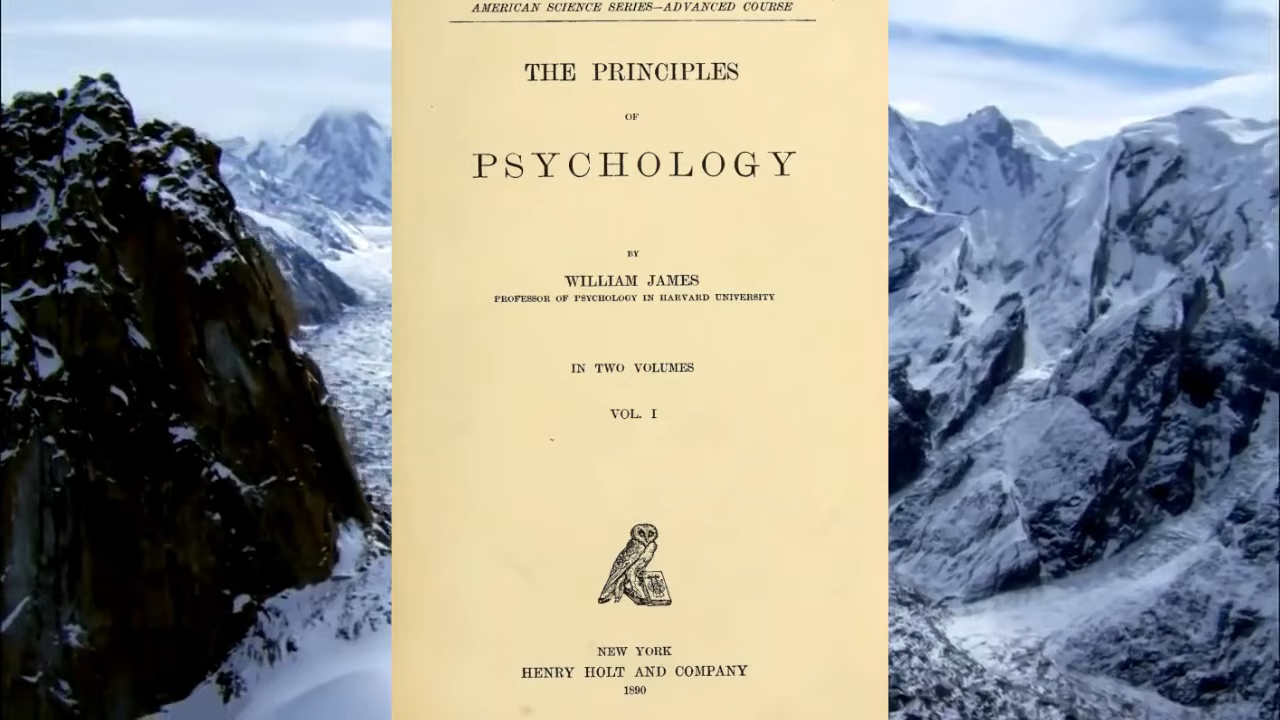 AMERICAN SCIENCE SERIES—ADVANCED COURSE
THE PRINCIPLES
OF
PSYCHOLOGY
BY
WILLIAM JAMES
PROFESSOR OF PSYCHOLOGY IN HARVARD UNIVERSITY
IN TWO VOLUMES
VOL. I
NEW YORK
HENRY HOLT AND COMPANY
1890